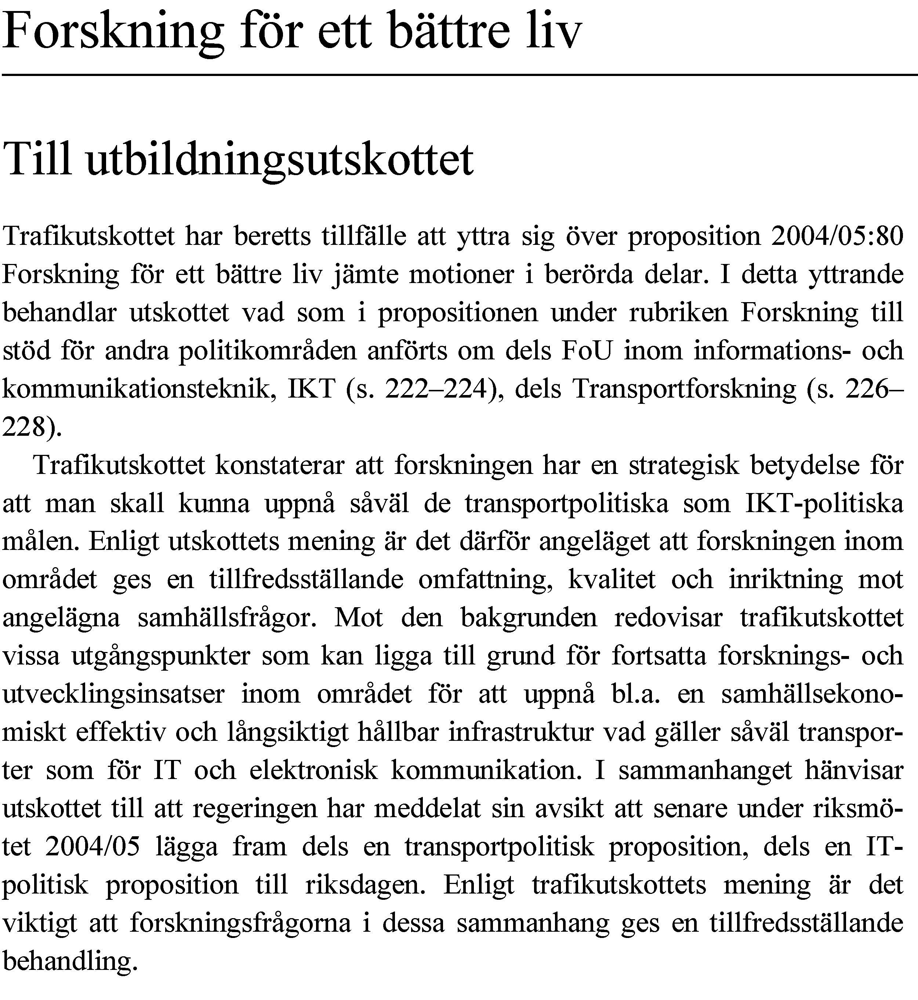 Forskning för ett bättre liv
Till utbildningsutskottet
Trafikutskottet har beretts tillfälle att yttra sig över proposition 2004/05:80
Forskning för ett bättre liv jämte motioner i berörda delar. I detta yttrande
behandlar utskottet vad som i propositionen under rubriken Forskning till
stöd för andra politikområden anförts om dels FoU inom informations- och
kommunikationsteknik, IKT (s. 222–224), dels Transportforskning (s. 226–
228).
Trafikutskottet konstaterar att forskningen har en strategisk betydelse för
att man skall kunna uppnå såväl de transportpolitiska som IKT-politiska
målen. Enligt utskottets mening är det därför angeläget att forskningen inom
området ges en tillfredsställande omfattning, kvalitet och inriktning mot
angelägna samhällsfrågor. Mot den bakgrunden redovisar trafikutskottet
vissa utgångspunkter som kan ligga till grund för fortsatta forsknings- och
utvecklingsinsatser inom området för att uppnå bl.a. en samhällsekono-
miskt effektiv och långsiktigt hållbar infrastruktur vad gäller såväl transpor-
ter som för IT och elektronisk kommunikation. I sammanhanget hänvisar
utskottet till att regeringen har meddelat sin avsikt att senare under riksmö-
tet 2004/05 lägga fram dels en transportpolitisk proposition, dels en IT-
politisk proposition till riksdagen. Enligt trafikutskottets mening är det
viktigt att forskningsfrågorna i dessa sammanhang ges en tillfredsställande
behandling.